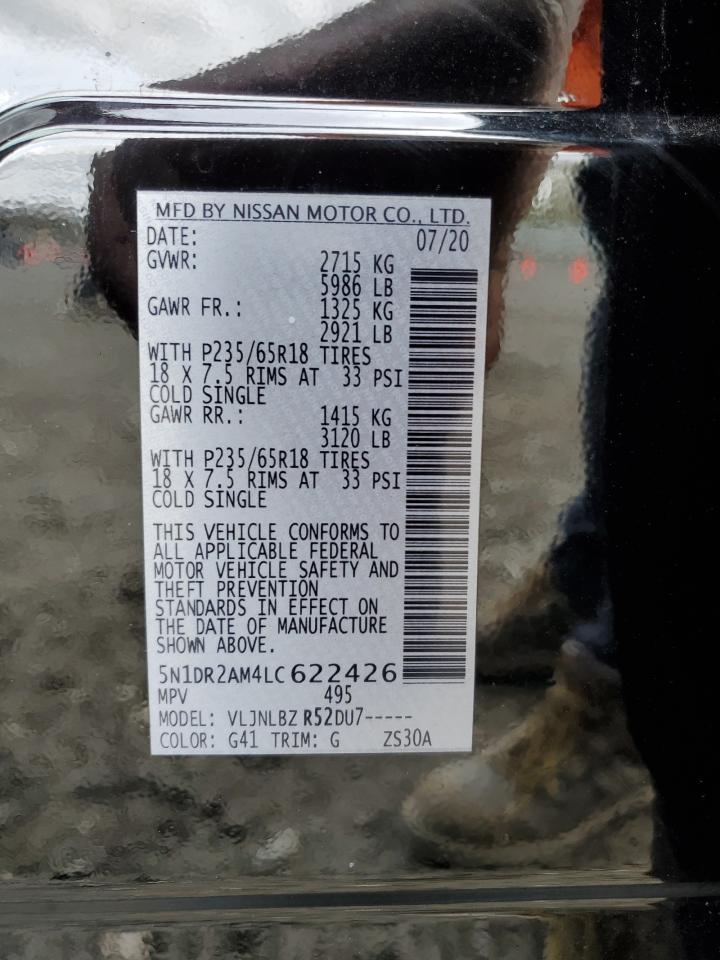 MFD BY NISSAN MOTOR CO., LTD.
DATE: 07/20
GVWR: 2715 KG
5986 LB
GAWR FR.: 1325 KG
2921 LB
WITH P235/65R18 TIRES
18 X 7.5 RIMS AT 33 PSI
COLD SINGLE
GAWR RR.: 1415 KG
3120 LB
WITH P235/65R18 TIRES
18 X 7.5 RIMS AT 33 PSI
COLD SINGLE
THIS VEHICLE CONFORMS TO
ALL APPLICABLE FEDERAL
MOTOR VEHICLE SAFETY AND
THEFT PREVENTION
STANDARDS IN EFFECT ON
THE DATE OF MANUFACTURE
SHOWN ABOVE.
5N1DR2AM4LC622426
MPV 495
MODEL: VLJNLBZ R52DU7-----
COLOR: G41 TRIM: G ZS30A